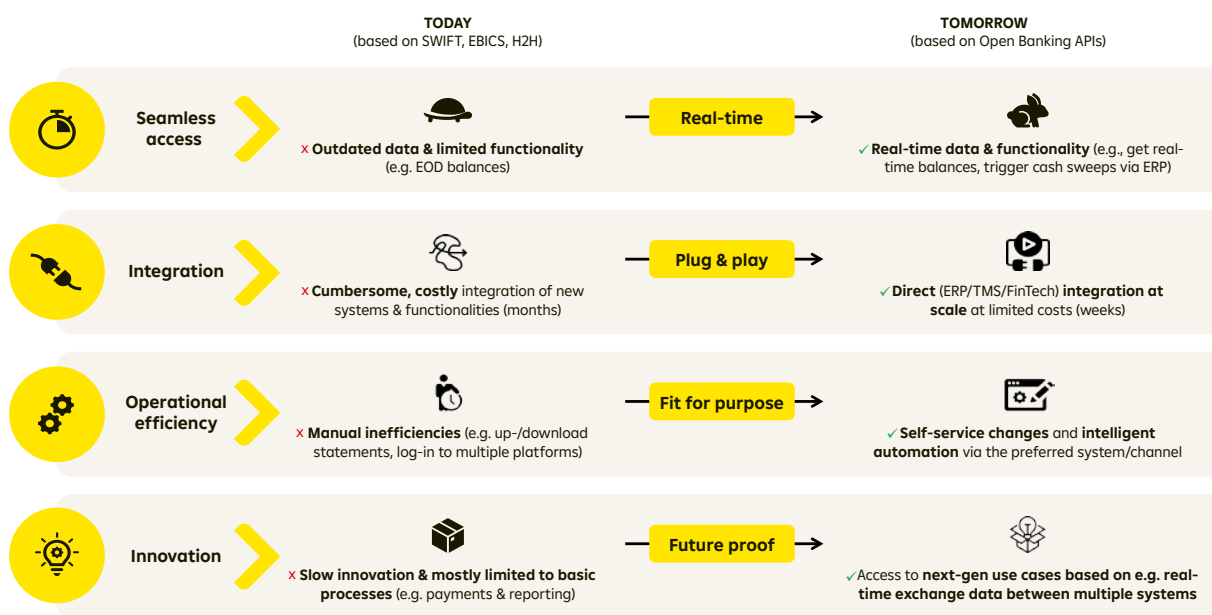 TODAY
(based on SWIFT, EBICS, H2H)
TOMORROW
(based on Open Banking APIs)
Seamless
access
x Outdated data & limited functionality
(e.g. EOD balances)
Real-time
✓ Real-time data & functionality (e.g., get real-
time balances, trigger cash sweeps via ERP)
Integration
x Cumbersome, costly integration of new
systems & functionalities (months)
Plug & play
✓ Direct (ERP/TMS/FinTech) integration at
scale at limited costs (weeks)
Operational
efficiency
x Manual inefficiencies (e.g. up-/download
statements, log-in to multiple platforms)
Fit for purpose
✓ Self-service changes and intelligent
automation via the preferred system/channel
Innovation
x Slow innovation & mostly limited to basic
processes (e.g. payments & reporting)
Future proof
✓ Access to next-gen use cases based on e.g. real-
time exchange data between multiple systems